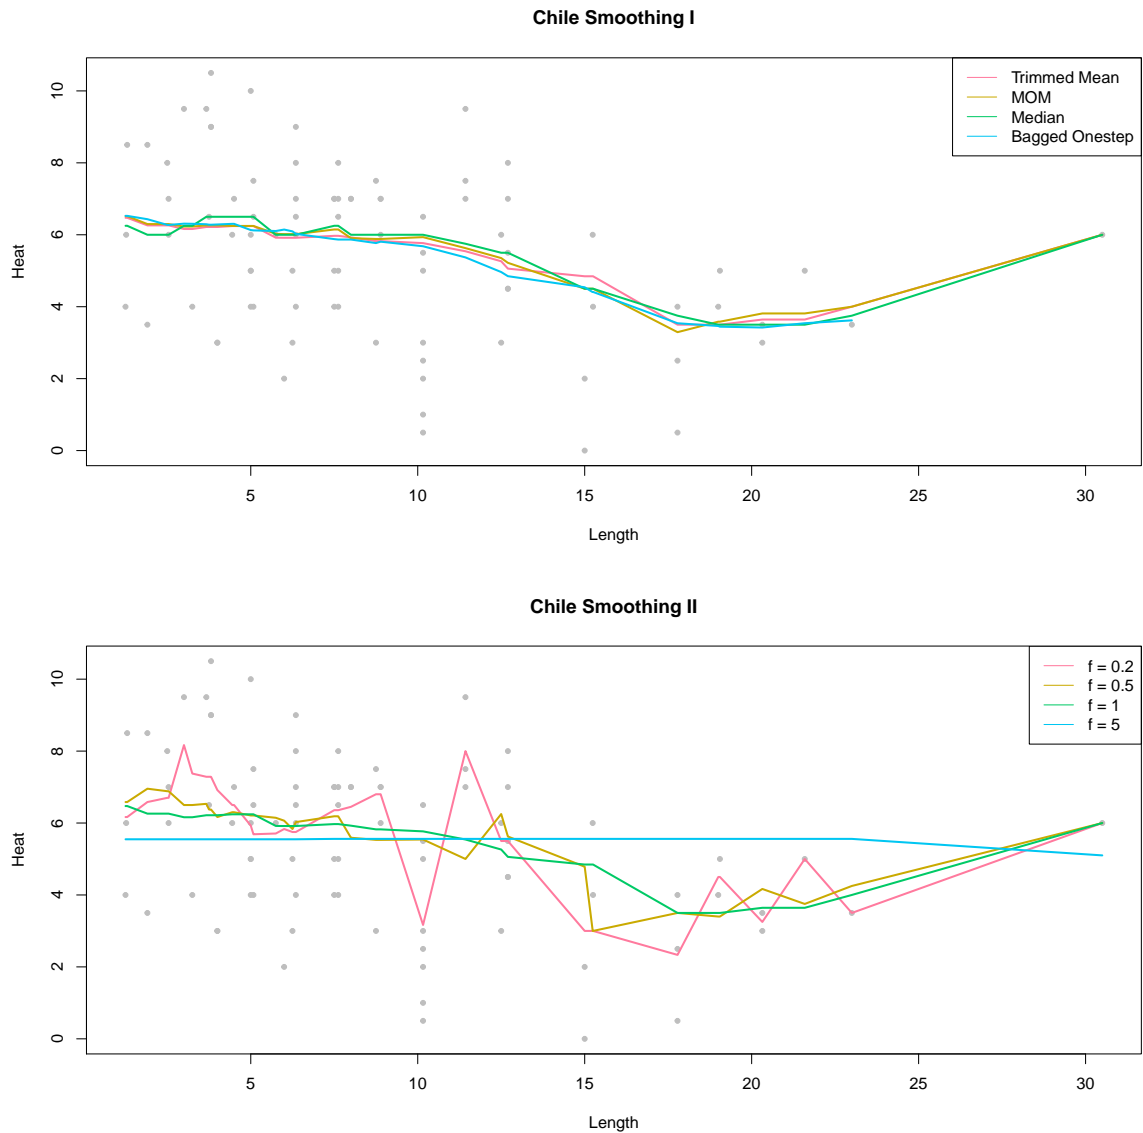 Chile Smoothing I
Trimmed Mean
MOM
Median
Bagged Onestep
Heat
10
8
6
4
2
0
5 10 15 20 25 30
Length
Chile Smoothing II
f = 0.2
f = 0.5
f = 1
f = 5
Heat
10
8
6
4
2
0
5 10 15 20 25 30
Length